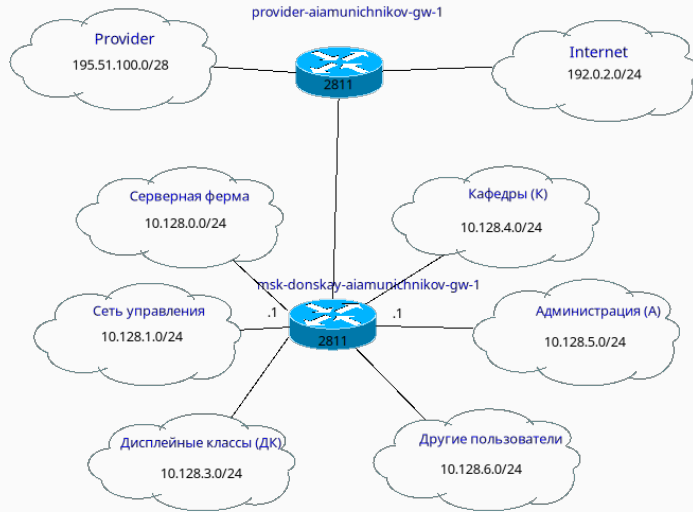 provider-aiamunichnikov-gw-1
Provider
195.51.100.0/28
Internet
192.0.2.0/24
2811
Серверная ферма
10.128.0.0/24
Кафедры (К)
10.128.4.0/24
msk-donskay-aiamunichnikov-gw-1
Сеть управления
10.128.1.0/24
.1
.1
Администрация (А)
10.128.5.0/24
2811
Дисплейные классы (ДК)
10.128.3.0/24
Другие пользователи
10.128.6.0/24